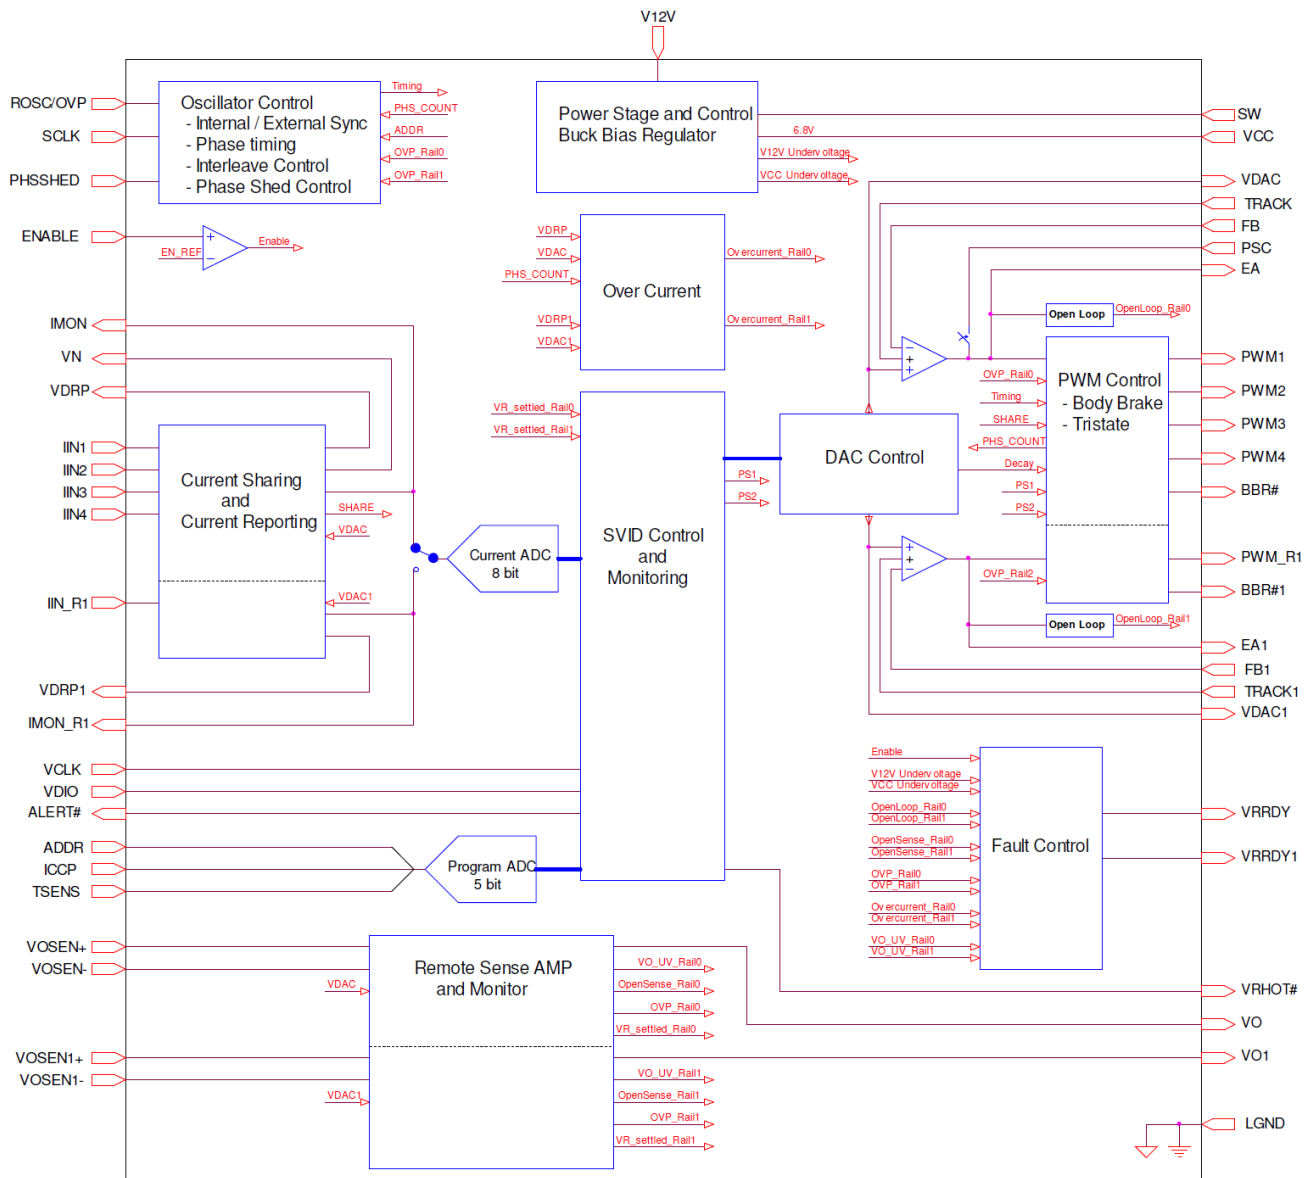 V12V
ROSC/OVP
SCLK
PHSSHED
ENABLE
IMON
VN
VDRP
IIN1
IIN2
IIN3
IIN4
IIN_R1
VDRP1
IMON_R1
VCLK
VDIO
ALERT#
ADDR
ICCP
TSENS
VOSEN+
VOSEN-
VOSEN1+
VOSEN1-
Oscillator Control
- Internal / External Sync
- Phase timing
- Interleave Control
- Phase Shed Control
Timing
PHS_COUNT
ADDR
OVP_Rail0
OVP_Rail1
+
EN_REF
-
Enable
Power Stage and Control
Buck Bias Regulator
6.8V
V12V Undervoltage
VCC Undervoltage
VDRP
VDAC
PHS_COUNT
VDRP1
VDAC1
Over Current
Overcurrent_Rail0
Overcurrent_Rail1
Current Sharing
and
Current Reporting
SHARE
VDAC
VDAC1
Current ADC
8 bit
VR_settled_Rail0
VR_settled_Rail1
SVID Control
and
Monitoring
PS1
PS2
Program ADC
5 bit
DAC Control
-
+
+
+
+
-
Open Loop
OpenLoop_Rail0
PWM Control
- Body Brake
- Tristate
OVP_Rail0
Timing
SHARE
PHS_COUNT
Decay
PS1
PS2
OVP_Rail2
Open Loop
OpenLoop_Rail1
Enable
V12V Undervoltage
VCC Undervoltage
OpenLoop_Rail0
OpenLoop_Rail1
OpenSense_Rail0
OpenSense_Rail1
OVP_Rail0
OVP_Rail1
Overcurrent_Rail0
Overcurrent_Rail1
VO_UV_Rail0
VO_UV_Rail1
Fault Control
Remote Sense AMP
and Monitor
VDAC
VDAC1
VO_UV_Rail0
OpenSense_Rail0
OVP_Rail0
VR_settled_Rail0
VO_UV_Rail1
OpenSense_Rail1
OVP_Rail1
VR_settled_Rail1
SW
VCC
VDAC
TRACK
FB
PSC
EA
PWM1
PWM2
PWM3
PWM4
BBR#
PWM_R1
BBR#1
EA1
FB1
TRACK1
VDAC1
VRRDY
VRRDY1
VRHOT#
VO
VO1
LGND